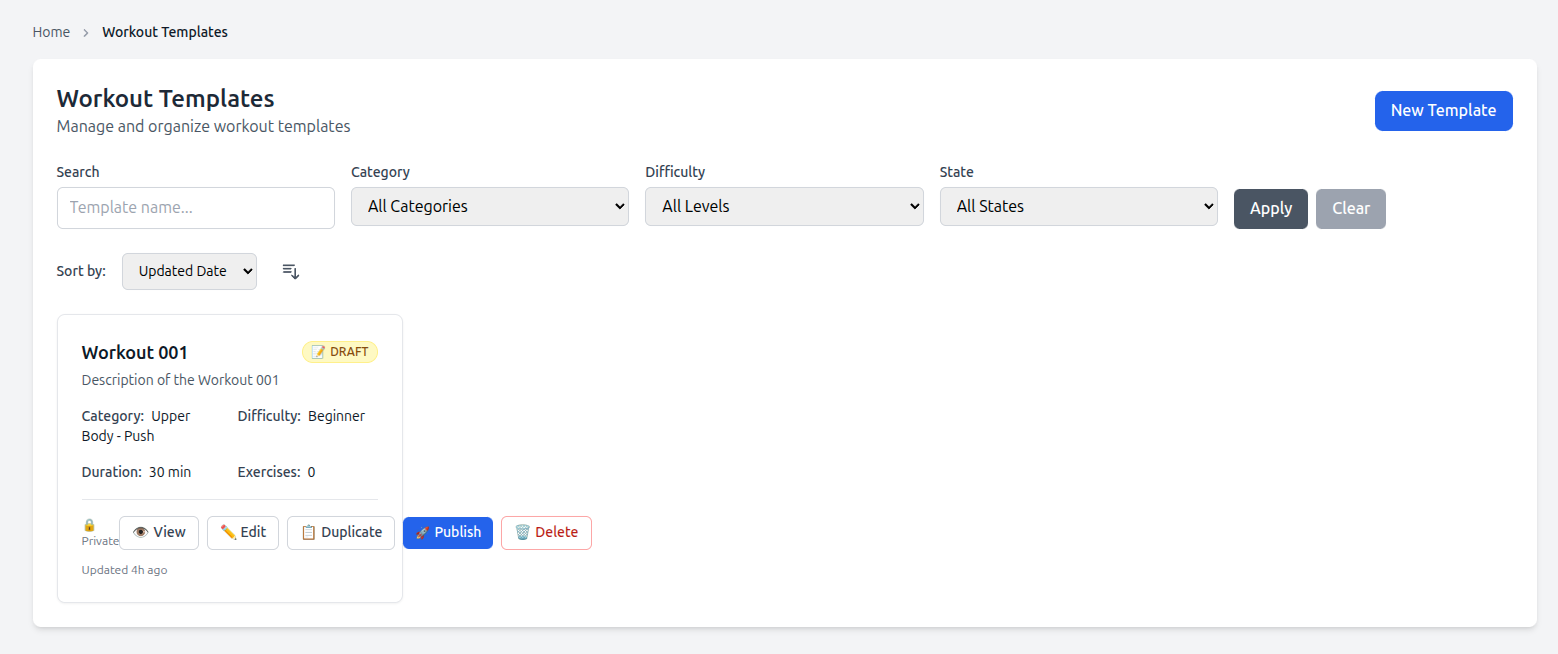 Home > Workout Templates
Workout Templates
Manage and organize workout templates
New Template
Search Category Difficulty State
Template name... All Categories All Levels All States Apply Clear
Sort by: Updated Date
Workout 001 📝 DRAFT
Description of the Workout 001
Category: Upper Difficulty: Beginner
Body - Push
Duration: 30 min Exercises: 0
🔒
Private 👁️ View ✏️ Edit 📋 Duplicate 🚀 Publish 🗑️ Delete
Updated 4h ago